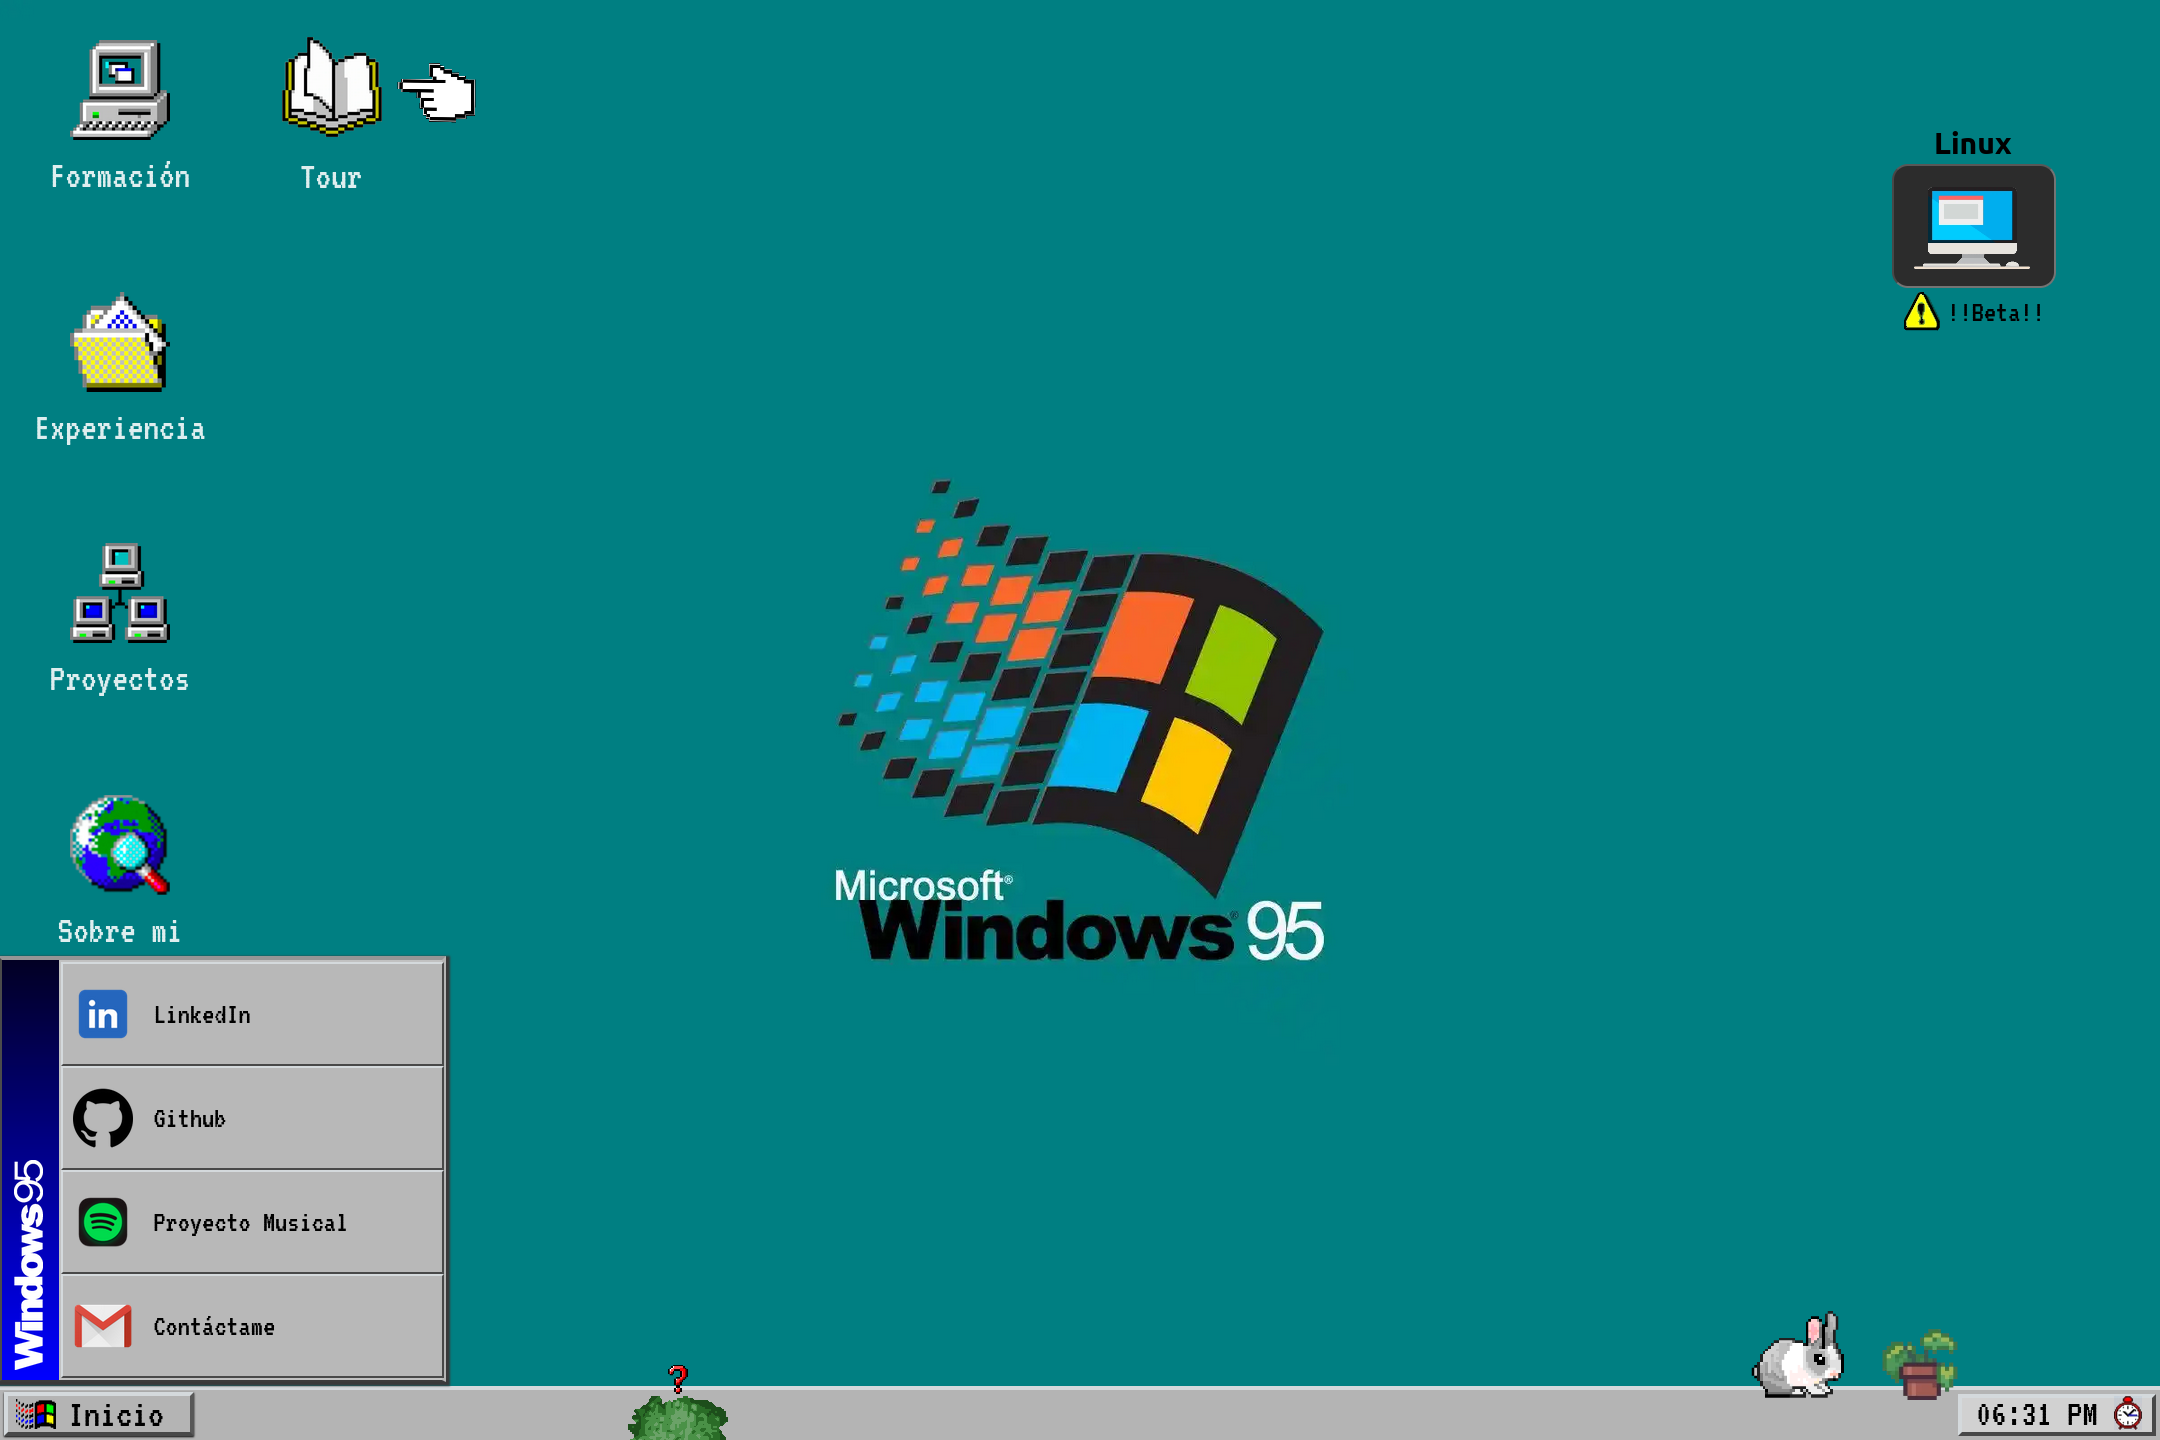 Formación
Tour
Linux
!!Beta!!
Experiencia
Proyectos
Sobre mi
Microsoft®
Windows® 95
LinkedIn
Github
Proyecto Musical
Contáctame
Windows95
?
Inicio
06:31 PM